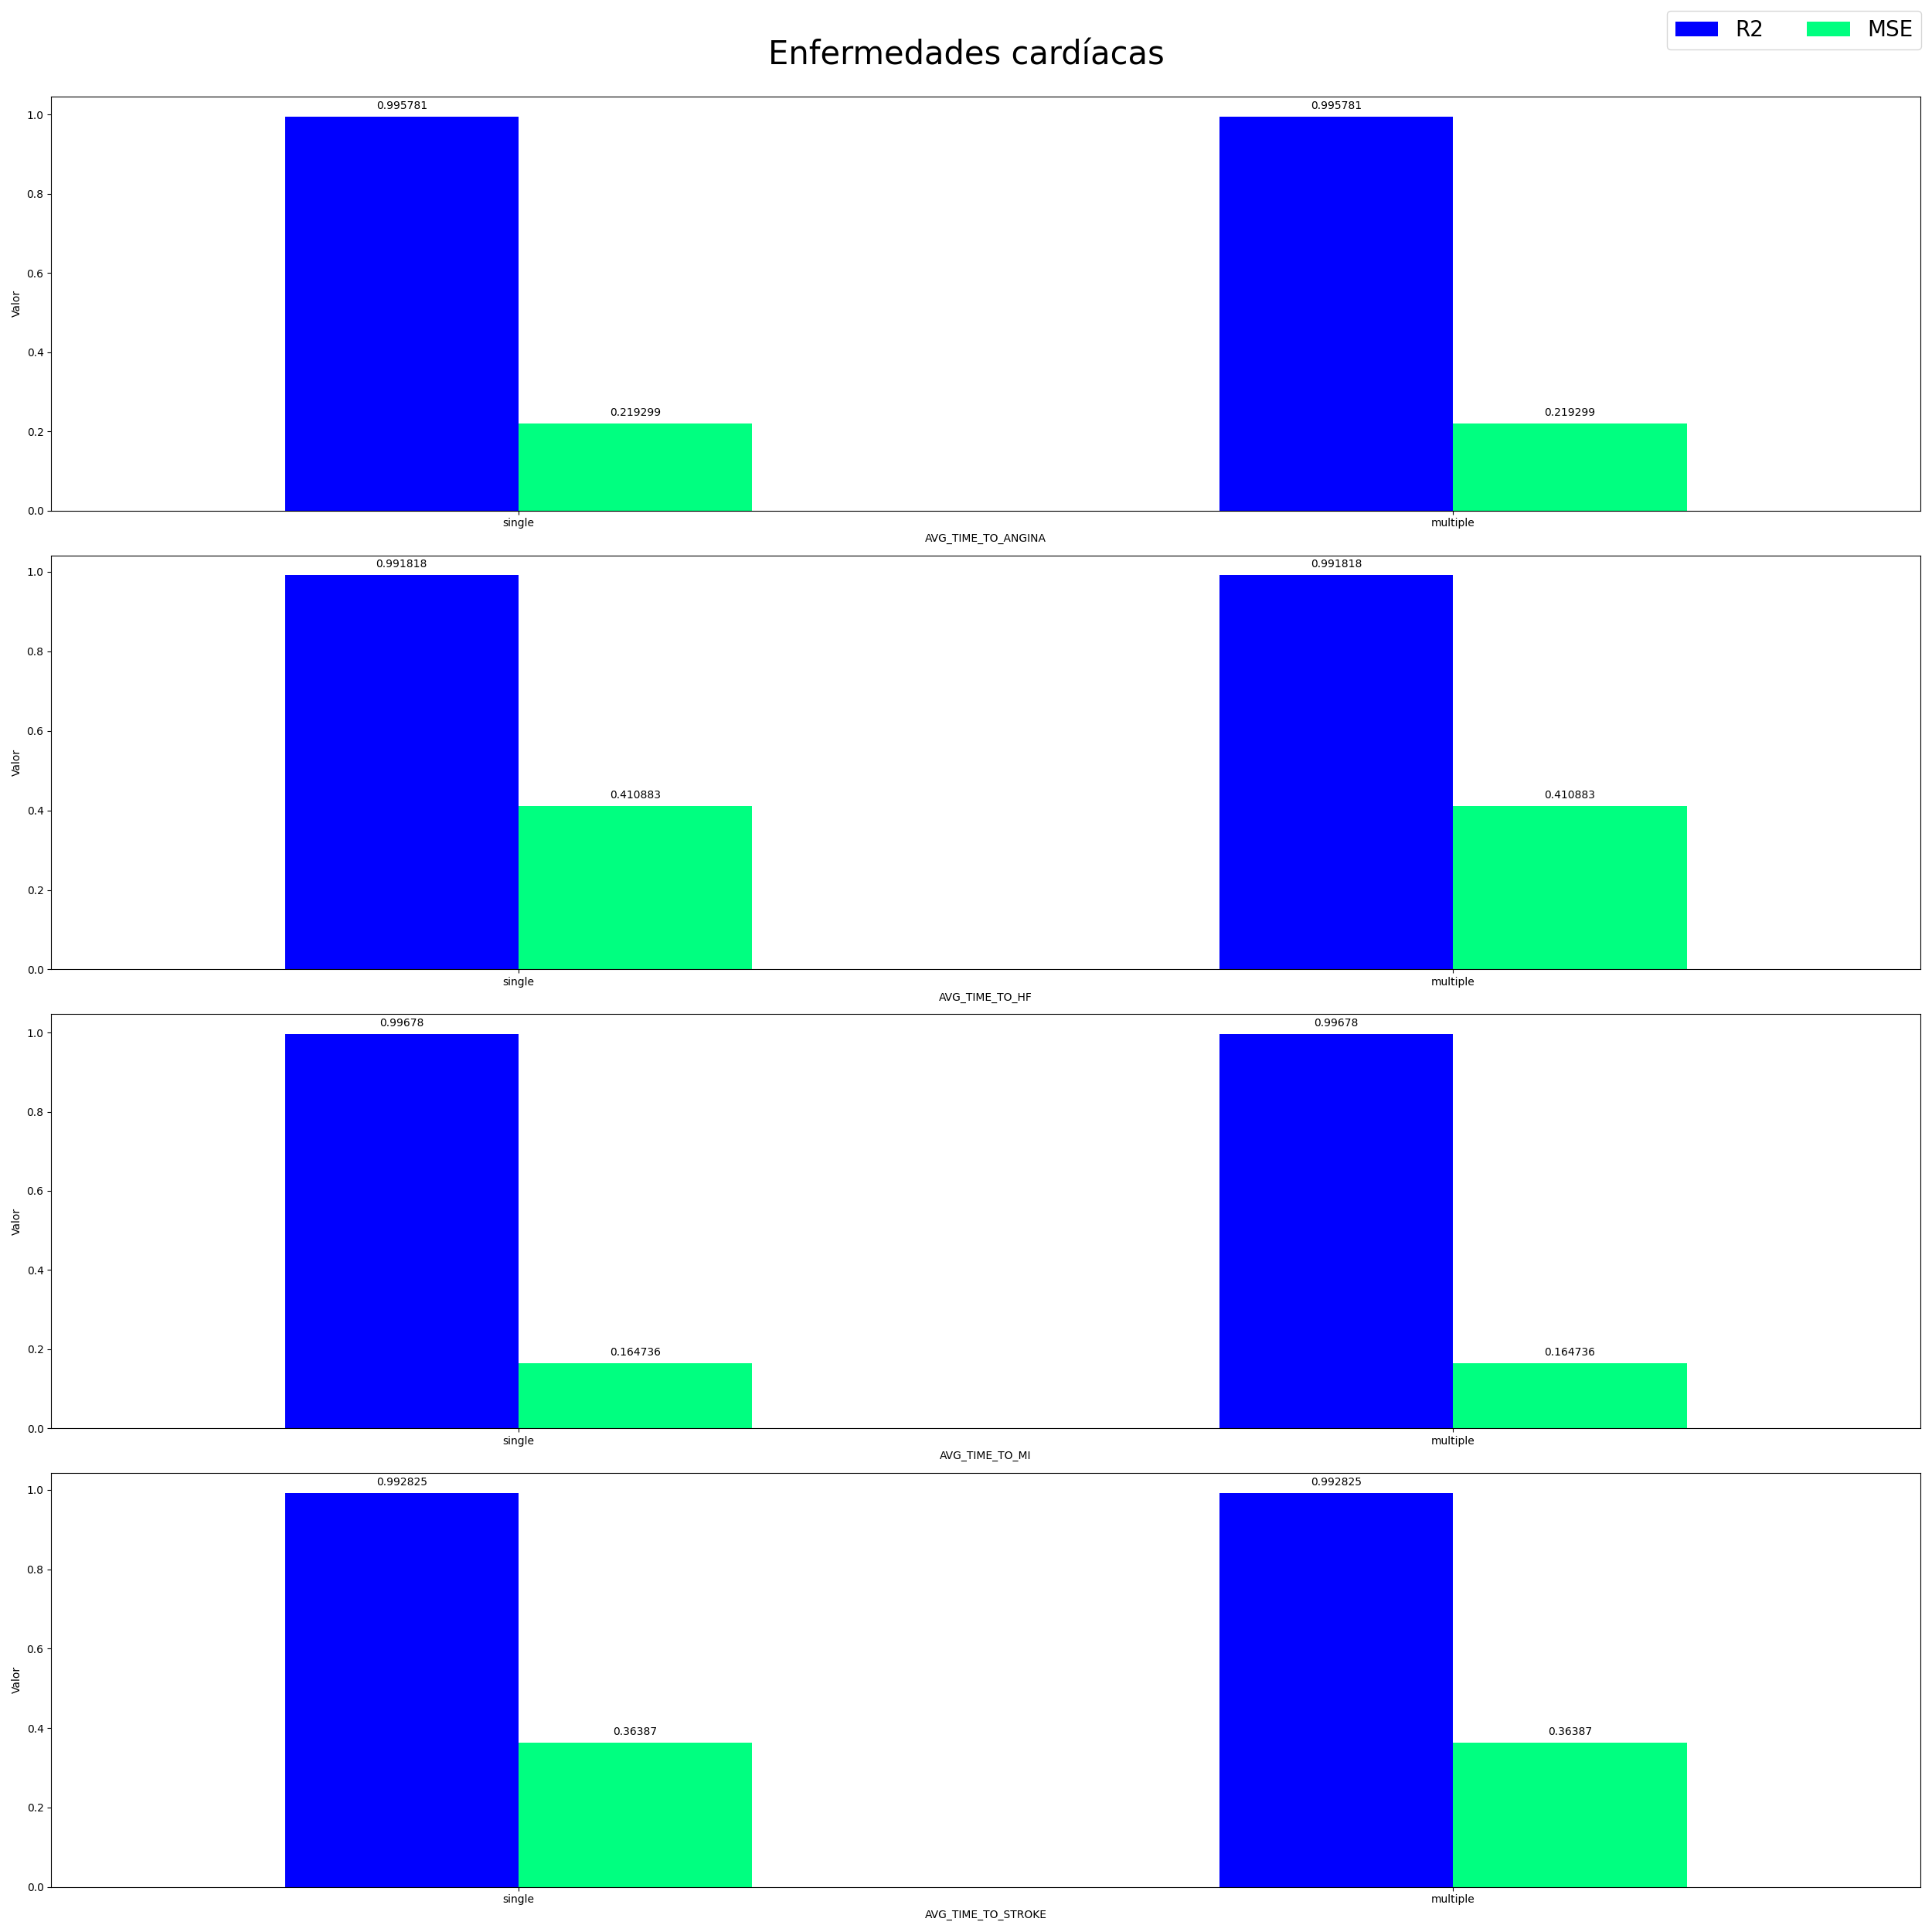 R2 MSE
Enfermedades cardíacas
0.995781 0.995781
1.0
0.8
0.6
Valor
0.4
0.219299 0.219299
0.2
0.0
single multiple
AVG_TIME_TO_ANGINA
0.991818 0.991818
1.0
0.8
0.6
Valor
0.410883 0.410883
0.4
0.2
0.0
single multiple
AVG_TIME_TO_HF
0.99678 0.99678
1.0
0.8
0.6
Valor
0.4
0.164736 0.164736
0.2
0.0
single multiple
AVG_TIME_TO_MI
0.992825 0.992825
1.0
0.8
0.6
Valor
0.36387 0.36387
0.4
0.2
0.0
single multiple
AVG_TIME_TO_STROKE